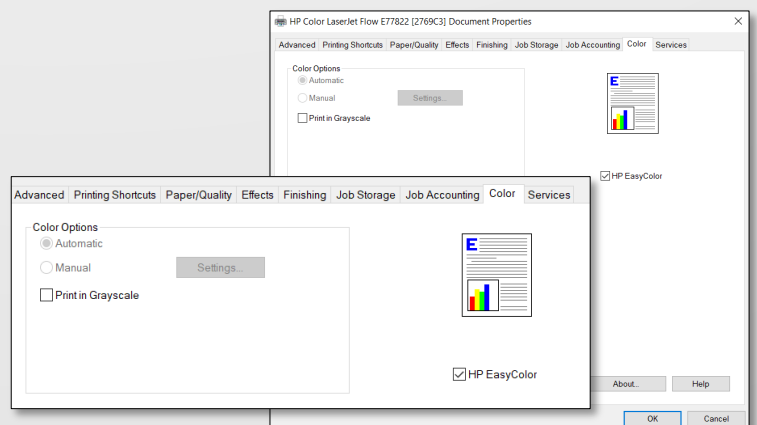 HP Color LaserJet Flow E77822 [2769C3] Document Properties
Advanced Printing Shortcuts Paper/Quality Effects Finishing Job Storage Job Accounting Color Services
Color Options
Automatic
Manual Settings...
Print in Grayscale
E
HP EasyColor
About... Help
OK Cancel
Advanced Printing Shortcuts Paper/Quality Effects Finishing Job Storage Job Accounting Color Services
Color Options
Automatic
Manual Settings...
Print in Grayscale
E
HP EasyColor